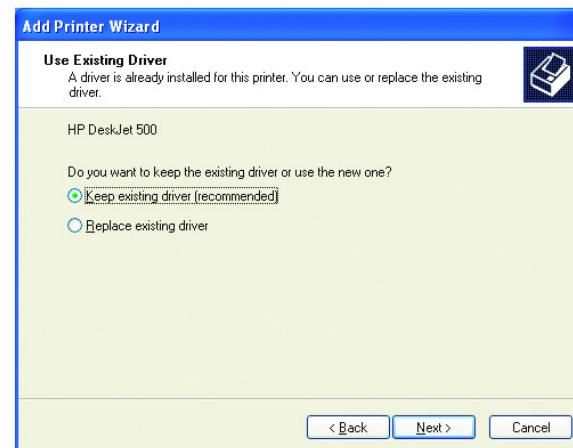 Add Printer Wizard
Use Existing Driver
A driver is already installed for this printer. You can use or replace the existing
driver.
HP DeskJet 500
Do you want to keep the existing driver or use the new one?
Keep existing driver (recommended)
Replace existing driver
< Back
Next >
Cancel